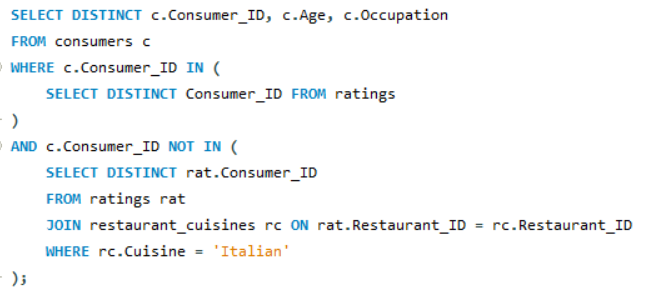 SELECT DISTINCT c.Consumer_ID, c.Age, c.Occupation
FROM consumers c
WHERE c.Consumer_ID IN (
SELECT DISTINCT Consumer_ID FROM ratings
)
AND c.Consumer_ID NOT IN (
SELECT DISTINCT rat.Consumer_ID
FROM ratings rat
JOIN restaurant_cuisines rc ON rat.Restaurant_ID = rc.Restaurant_ID
WHERE rc.Cuisine = 'Italian'
);